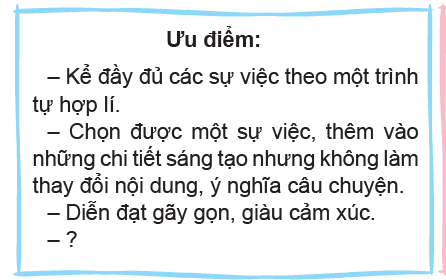 Ưu điểm:
– Kể đầy đủ các sự việc theo một trình
tự hợp lí.
– Chọn được một sự việc, thêm vào
những chi tiết sáng tạo nhưng không làm
thay đổi nội dung, ý nghĩa câu chuyện.
– Diễn đạt gãy gọn, giàu cảm xúc.
– ?